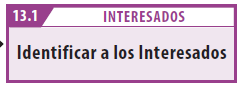 13.1 INTERESADOS
Identificar a los Interesados